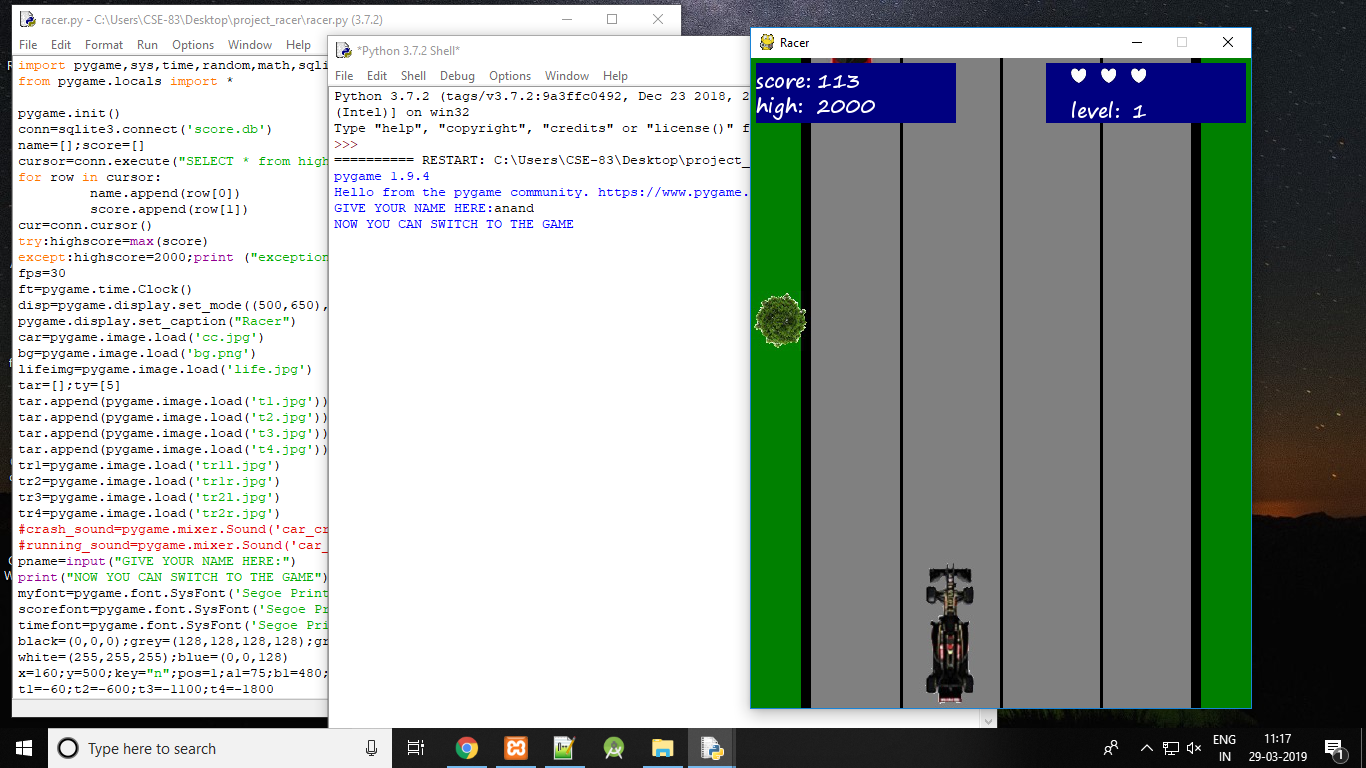 racer.py - C:\Users\CSE-83\Desktop\project_racer\racer.py (3.7.2)
File Edit Format Run Options Window Help
import pygame,sys,time,random,math,sqli
from pygame.locals import *
pygame.init()
conn=sqlite3.connect('score.db')
name=[];score=[]
cursor=conn.execute("SELECT * from high
for row in cursor:
name.append(row[0])
score.append(row[1])
cur=conn.cursor()
try:highscore=max(score)
except:highscore=2000;print ("exception
fps=30
ft=pygame.time.Clock()
disp=pygame.display.set_mode((500,650),
pygame.display.set_caption("Racer")
car=pygame.image.load('cc.jpg')
bg=pygame.image.load('bg.png')
lifeimg=pygame.image.load('life.jpg')
tar=[];ty=[5]
tar.append(pygame.image.load('t1.jpg'))
tar.append(pygame.image.load('t2.jpg'))
tar.append(pygame.image.load('t3.jpg'))
tar.append(pygame.image.load('t4.jpg'))
tr1=pygame.image.load('tr1l.jpg')
tr2=pygame.image.load('tr1r.jpg')
tr3=pygame.image.load('tr2l.jpg')
tr4=pygame.image.load('tr2r.jpg')
#crash_sound=pygame.mixer.Sound('car_cr
#running_sound=pygame.mixer.Sound('car_
pname=input("GIVE YOUR NAME HERE:")
print("NOW YOU CAN SWITCH TO THE GAME")
myfont=pygame.font.SysFont('Segoe Print
scorefont=pygame.font.SysFont('Segoe Pr
timefont=pygame.font.SysFont('Segoe Pri
black=(0,0,0);grey=(128,128,128);gr
white=(255,255,255);blue=(0,0,128)
x=160;y=500;key="n";pos=1;a1=75;b1=480;
t1=-60;t2=-600;t3=-1100;t4=-1800
*Python 3.7.2 Shell*
File Edit Shell Debug Options Window Help
Python 3.7.2 (tags/v3.7.2:9a3ffc0492, Dec 23 2018, 2
(Intel)] on win32
Type "help", "copyright", "credits" or "license()" f
>>>
========== RESTART: C:\Users\CSE-83\Desktop\project_
pygame 1.9.4
Hello from the pygame community. https://www.pygame.
GIVE YOUR NAME HERE:anand
NOW YOU CAN SWITCH TO THE GAME
Racer
score: 113
high: 2000
level: 1
Type here to search
ENG
IN
11:17
29-03-2019
1